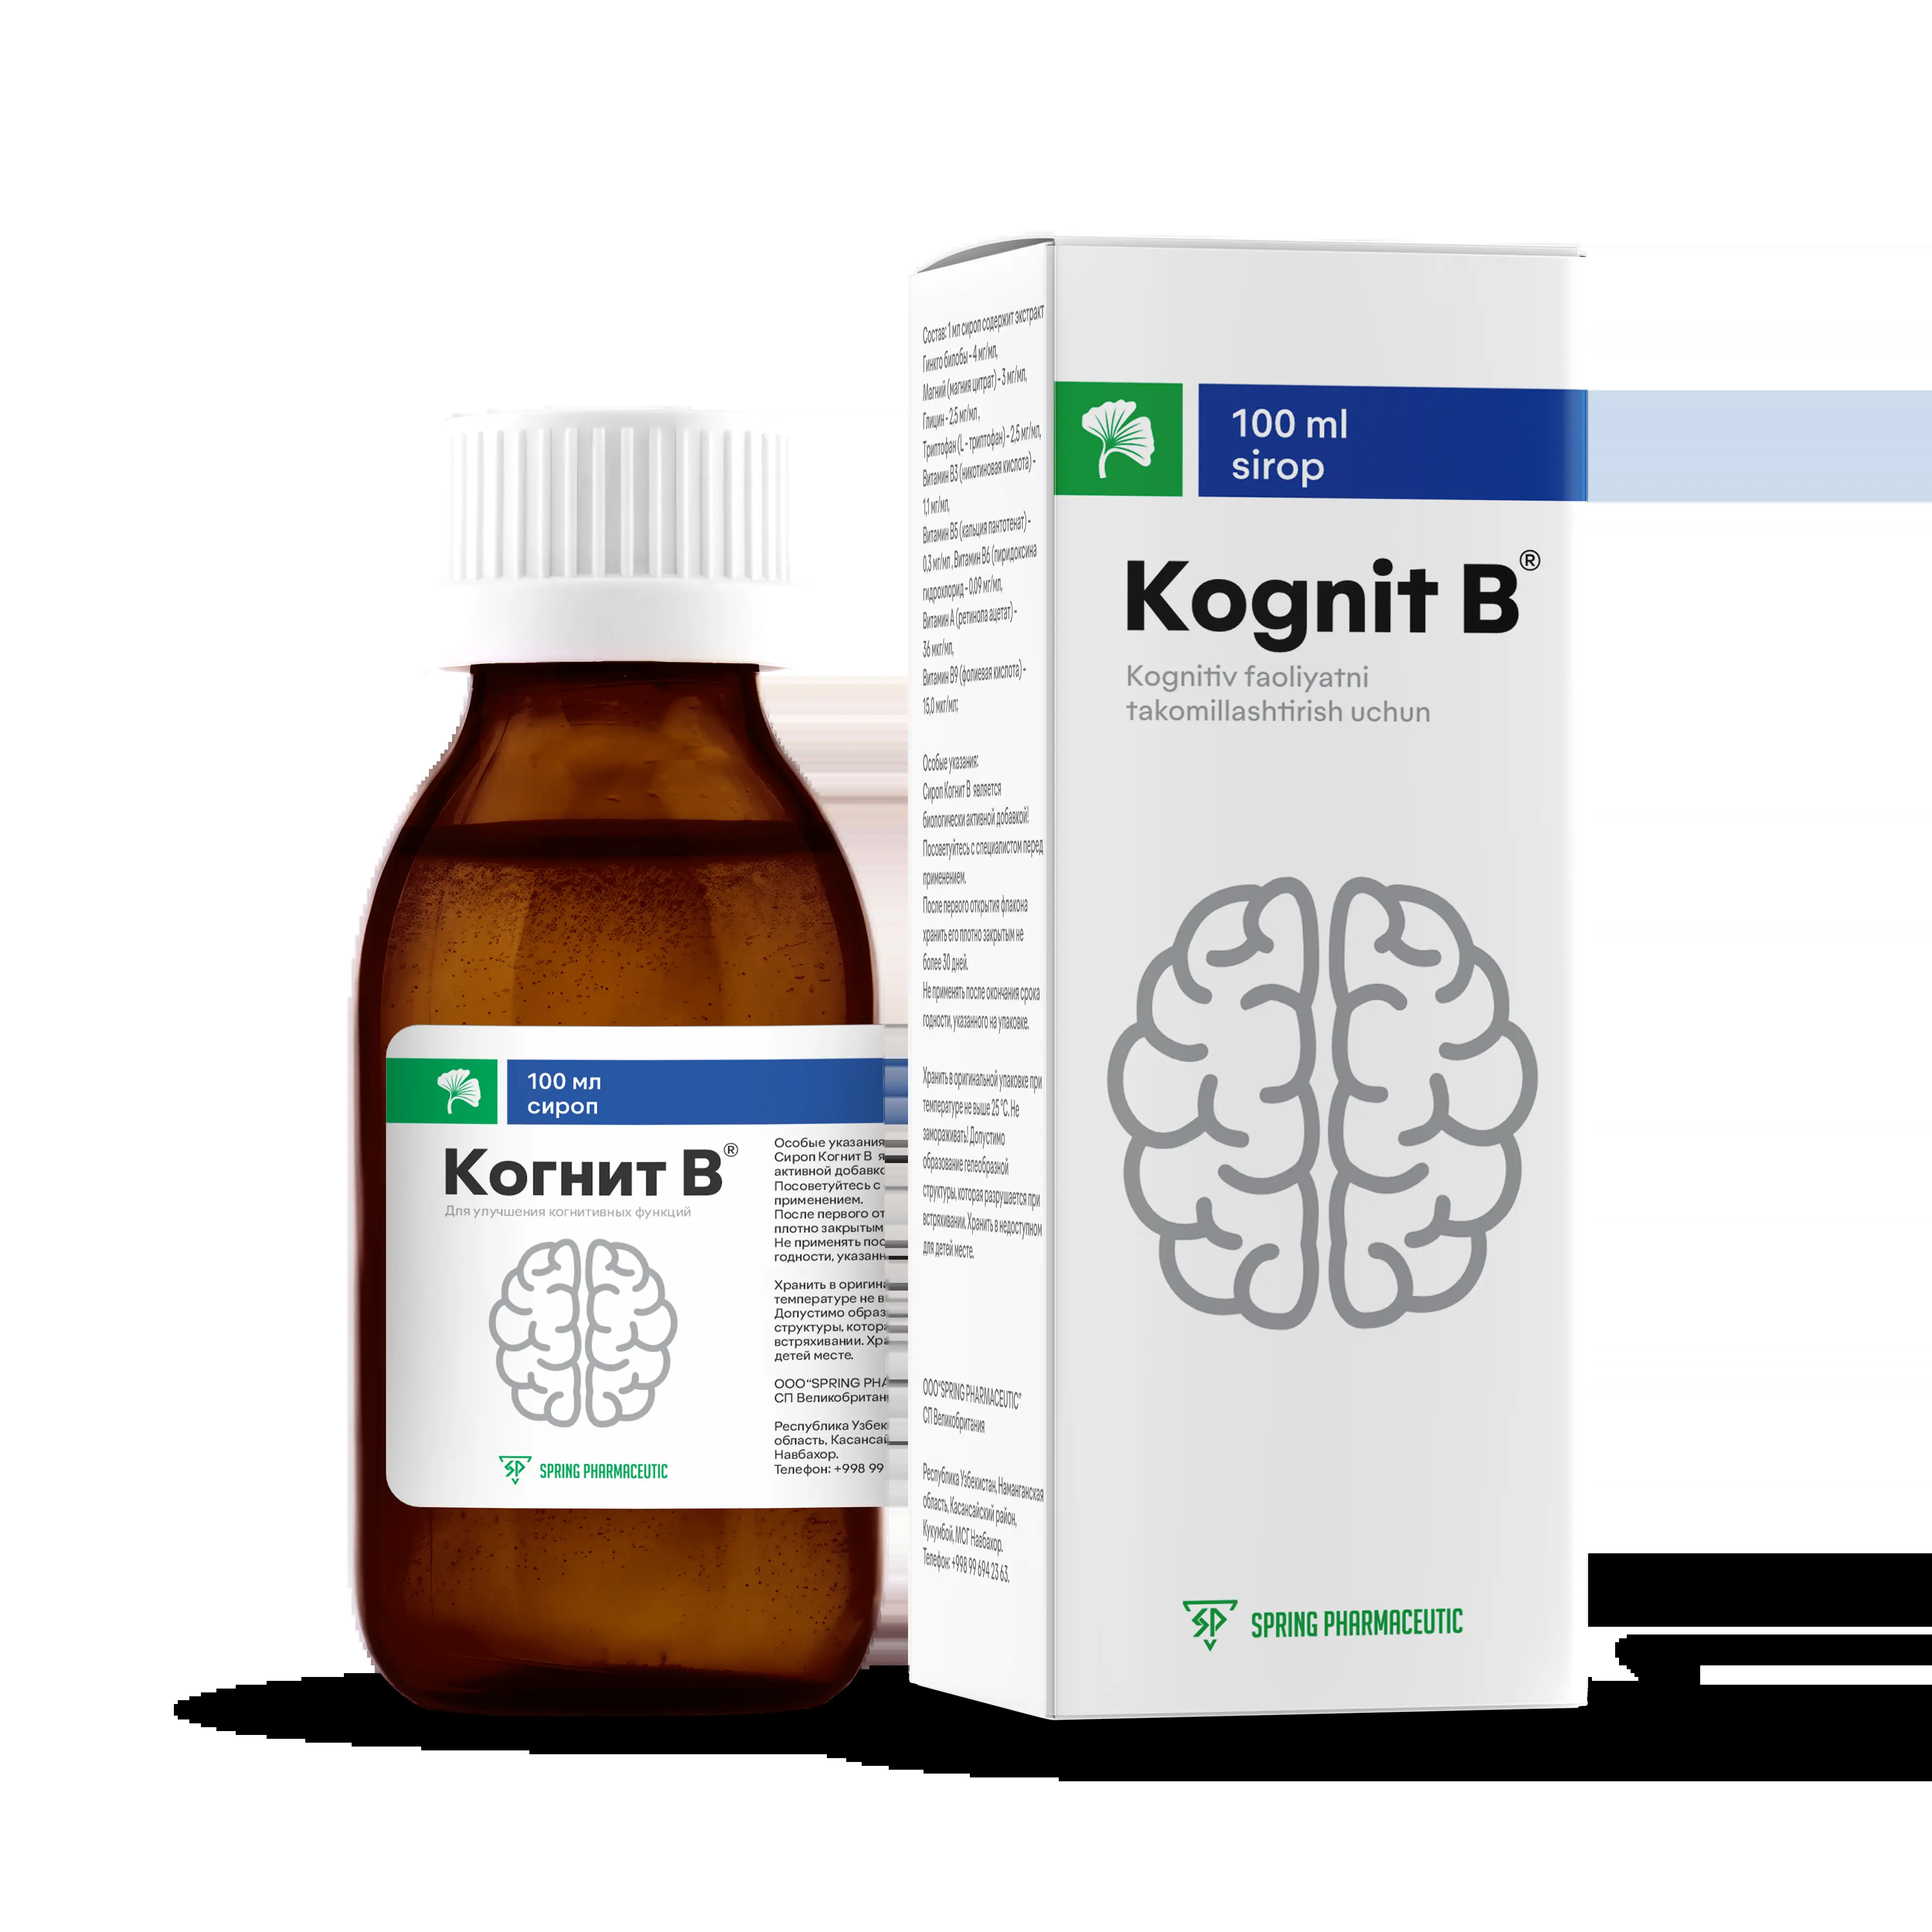 100 мл
сироп
Когнит В®
Для улучшения когнитивных функций
SP SPRING PHARMACEUTIC
Особые указания
Сироп Когнит В я
активной добавко
Посоветуйтесь с
применением.
После первого от
плотно закрытым
Не применять пос
годности, указанн
Хранить в оригина
температуре не в
Допустимо образ
структуры, котора
встряхивании. Хра
детей месте.
ООО “SPRING PHA
СП Великобритан
Республика Узбек
область, Касансай
Навбахор.
Телефон: +998 99
Состав: 1 мл сироп содержит экстракт
Гинкго билобы - 4 мг/мл,
Магний (магния цитрат) - 3 мг/мл,
Глицин - 2,5 мг/мл,
Триптофан (L - триптофан) - 2,5 мг/мл,
Витамин В3 (никотиновая кислота) -
1,1 мг/мл,
Витамин В5 (кальция пантотенат) -
0,3 мг/мл, Витамин В6 (пиридоксина
гидрохлорид - 0,09 мг/мл,
Витамин А (ретинола ацетат) -
36 мкг/мл,
Витамин В9 (фолиевая кислота) -
15,0 мкг/мл;
Особые указания:
Сироп Когнит В является
биологически активной добавкой!
Посоветуйтесь с специалистом перед
применением.
После первого открытия флакона
хранить его плотно закрытым не
более 30 дней.
Не применять после окончания срока
годности, указанного на упаковке.
Хранить в оригинальной упаковке при
температуре не выше 25 °C. Не
замораживать! Допустимо
образование гелеобразной
структуры, которая разрушается при
встряхивании. Хранить в недоступном
для детей месте.
ООО“SPRING PHARMACEUTIC”
СП Великобритания
Республика Узбекистан, Наманганская
область, Касансайский район,
Кукумбой, МСГ Навбахор.
Телефон: +998 99 694 23 63.
100 ml
sirop
Kognit B®
Kognitiv faoliyatni
takomillashtirish uchun
SP SPRING PHARMACEUTIC